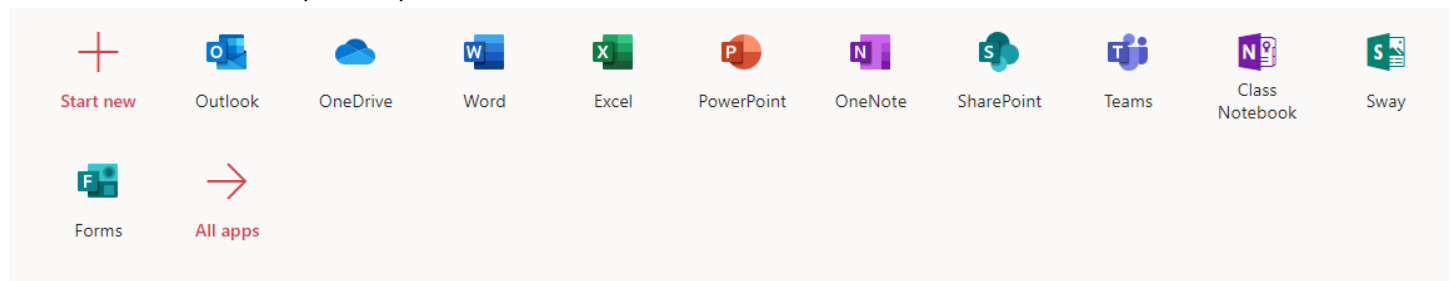 Start new
Outlook
OneDrive
Word
Excel
PowerPoint
OneNote
SharePoint
Teams
Class
Notebook
Sway
Forms
All apps